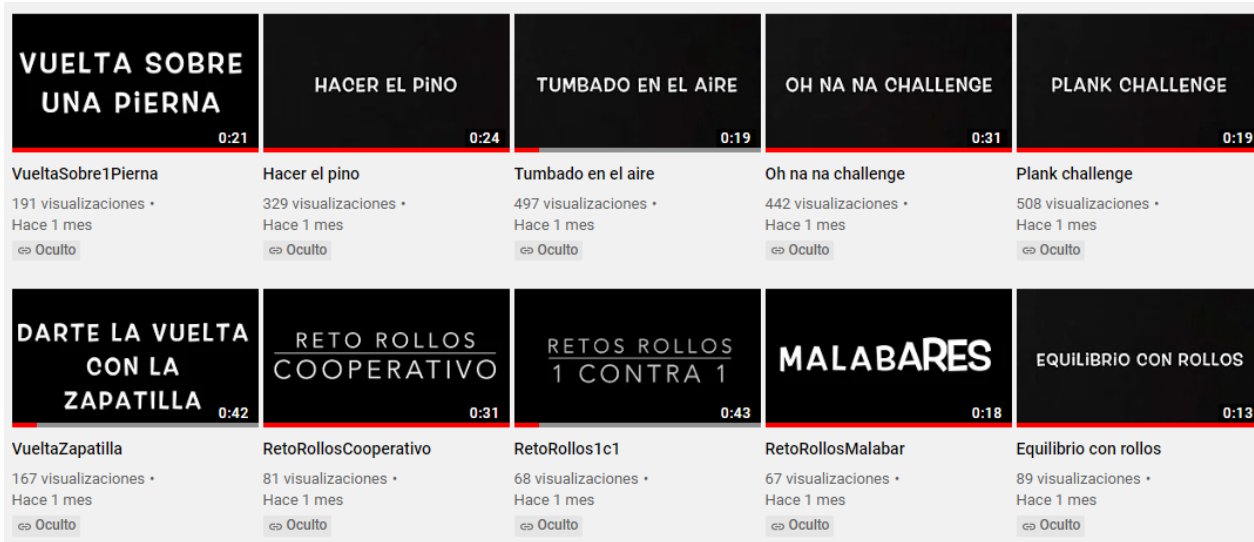 VUELTA SOBRE
UNA PiERNA
0:21
HACER EL PiNO
0:24
TUMBADO EN EL AiRE
0:19
OH NA NA CHALLENGE
0:31
PLANK CHALLENGE
0:19
VueltaSobre1Pierna
Hacer el pino
Tumbado en el aire
Oh na na challenge
Plank challenge
191 visualizaciones •
329 visualizaciones •
497 visualizaciones •
442 visualizaciones •
508 visualizaciones •
Hace 1 mes
Hace 1 mes
Hace 1 mes
Hace 1 mes
Hace 1 mes
Oculto
Oculto
Oculto
Oculto
Oculto
DARTE LA VUELTA
CON LA
ZAPATILLA
0:42
RETO ROLLOS
COOPERATIVO
0:31
RETOS ROLLOS
1 CONTRA 1
0:43
MALABARES
0:18
EQUiLiBRiO CON ROLLOS
0:13
VueltaZapatilla
RetoRollosCooperativo
RetoRollos1c1
RetoRollosMalabar
Equilibrio con rollos
167 visualizaciones •
81 visualizaciones •
68 visualizaciones •
67 visualizaciones •
89 visualizaciones •
Hace 1 mes
Hace 1 mes
Hace 1 mes
Hace 1 mes
Hace 1 mes
Oculto
Oculto
Oculto
Oculto
Oculto